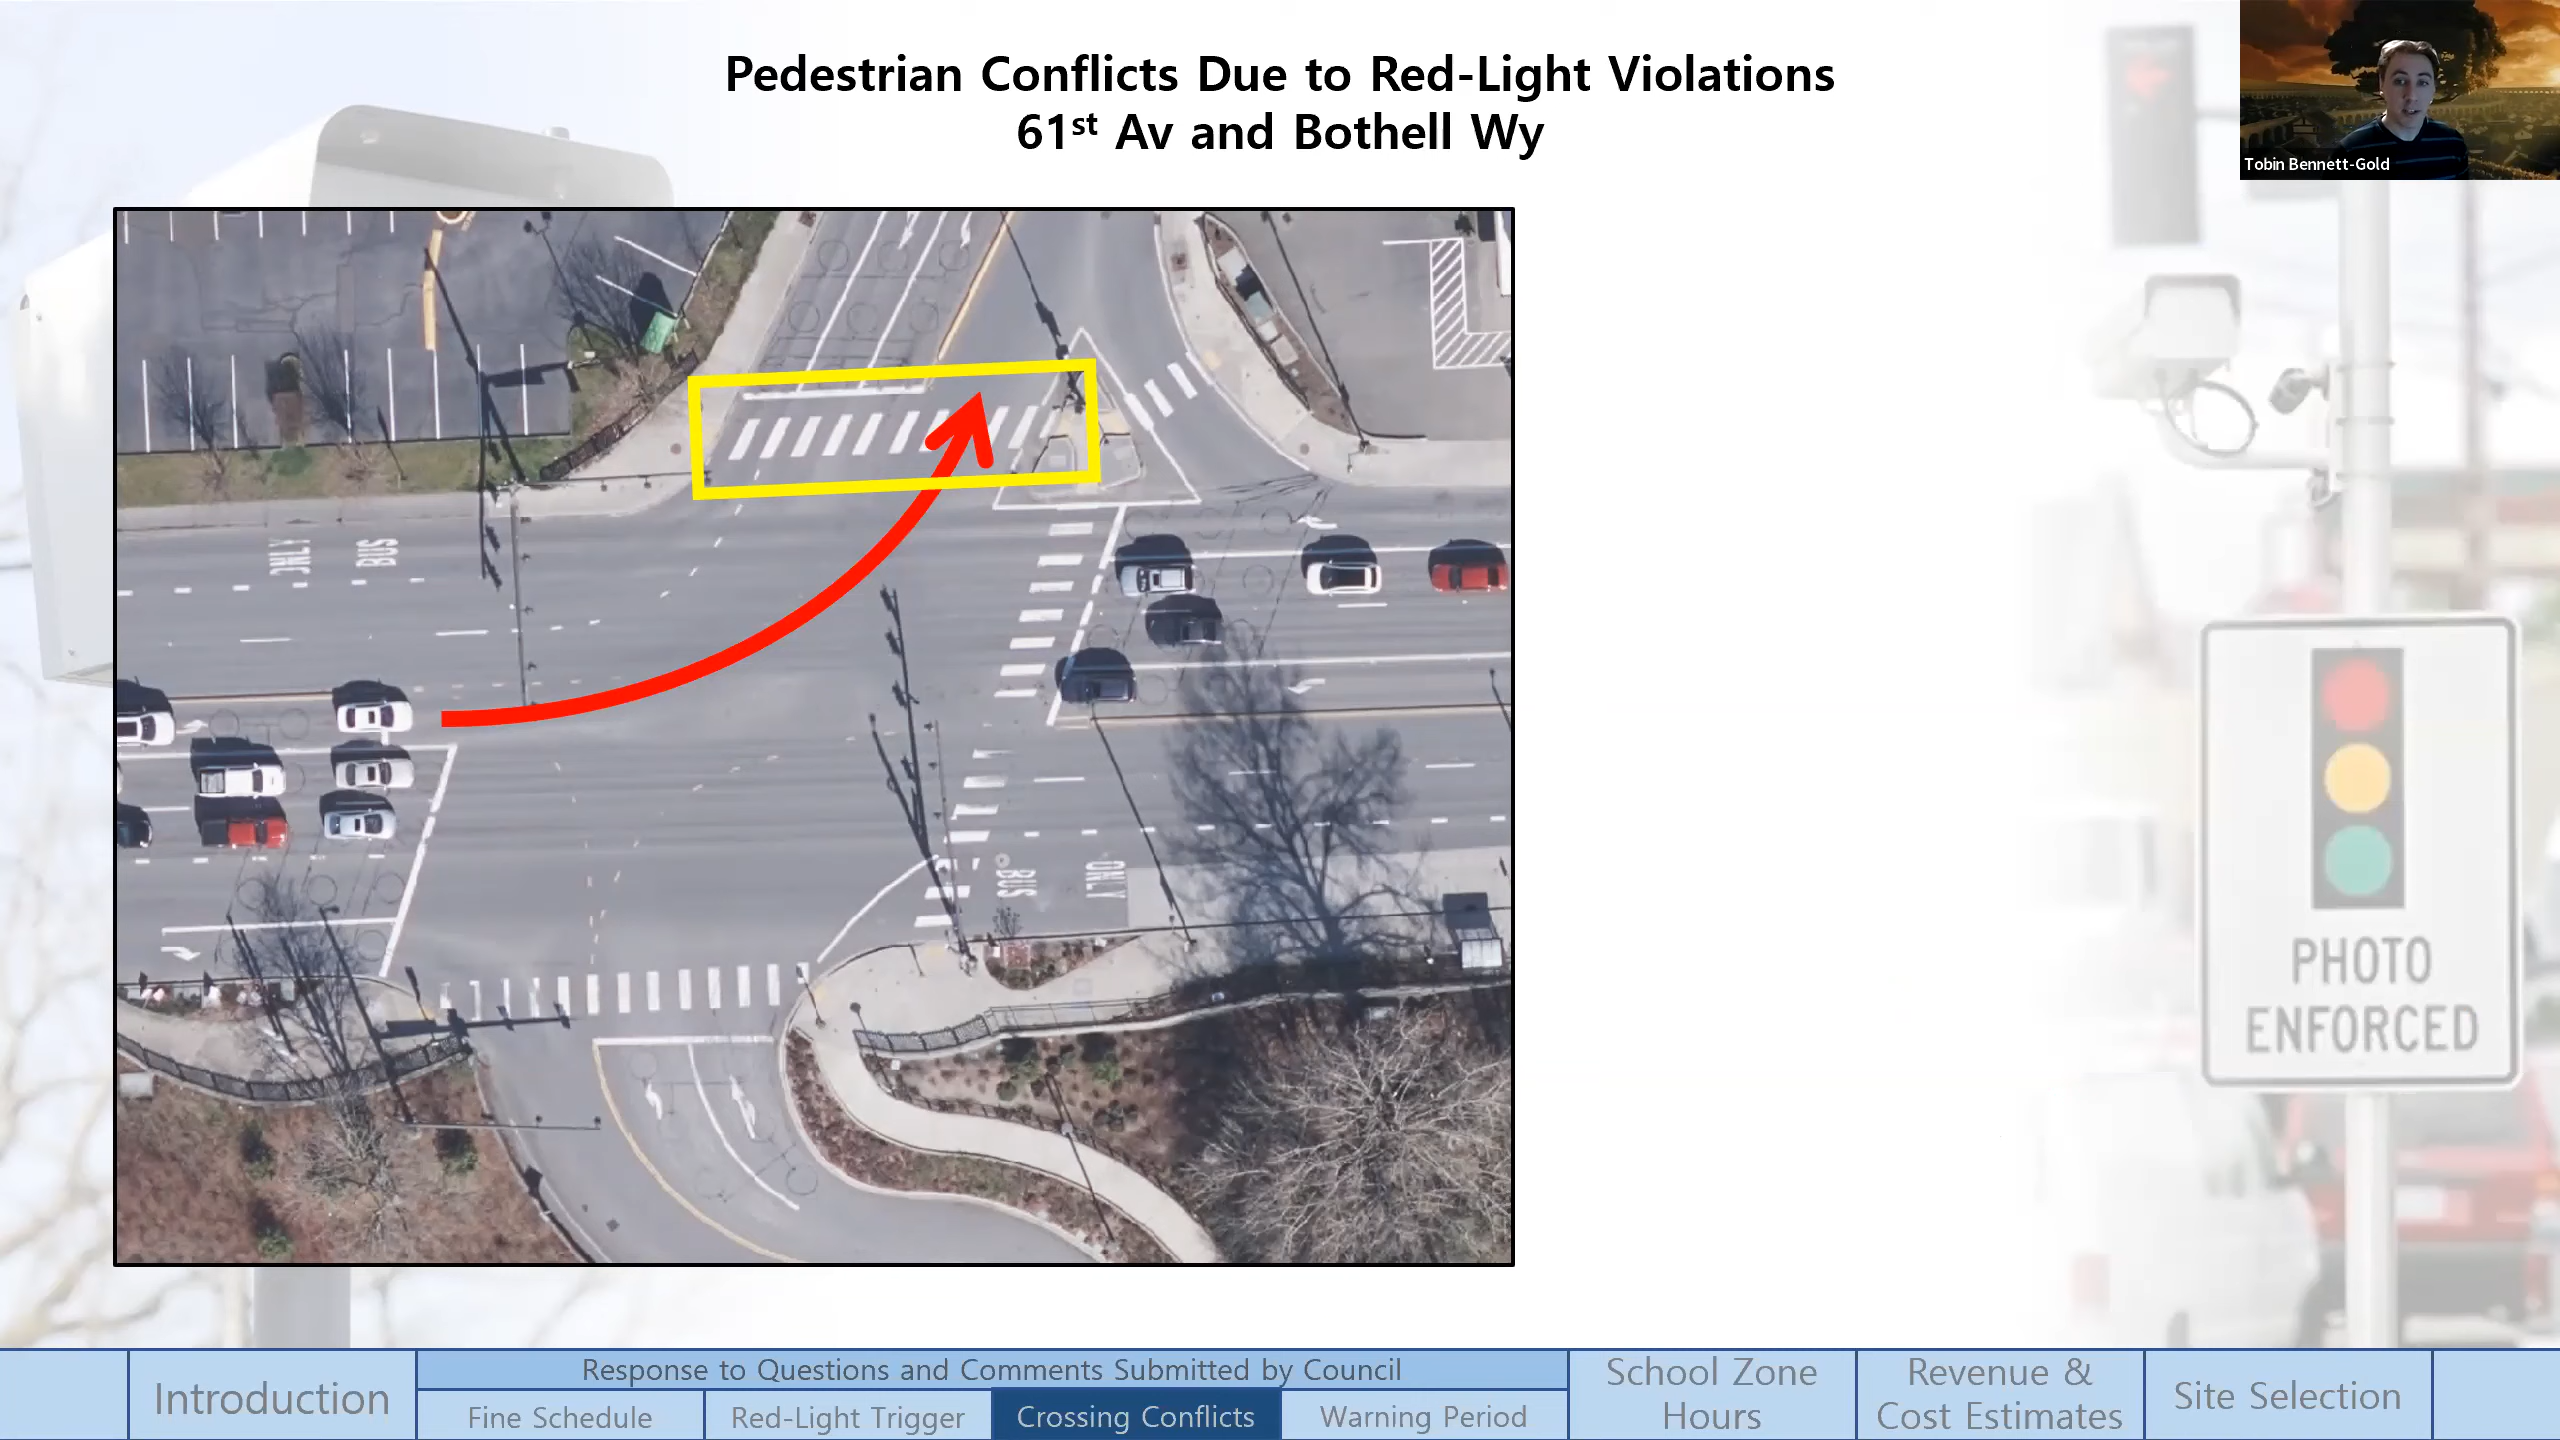 Pedestrian Conflicts Due to Red-Light Violations
61st Av and Bothell Wy
Tobin Bennett-Gold
ONLY
BUS
BUS
ONLY
PHOTO
ENFORCED
Introduction
Response to Questions and Comments Submitted by Council
Fine Schedule
Red-Light Trigger
Crossing Conflicts
Warning Period
School Zone
Hours
Revenue &
Cost Estimates
Site Selection